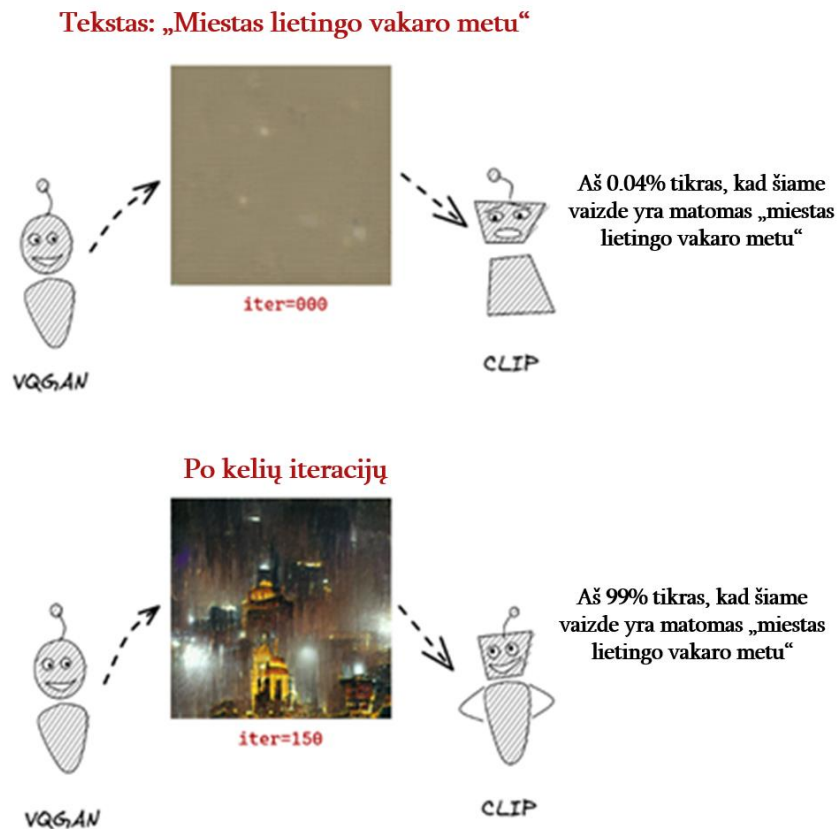 Tekstas: „Miestas lietingo vakaro metu“
Aš 0.04% tikras, kad šiame
vaizde yra matomas „miestas
lietingo vakaro metu“
iter=000
VQGAN
CLIP
Po kelių iteracijų
Aš 99% tikras, kad šiame
vaizde yra matomas „miestas
lietingo vakaro metu“
iter=150
VQGAN
CLIP